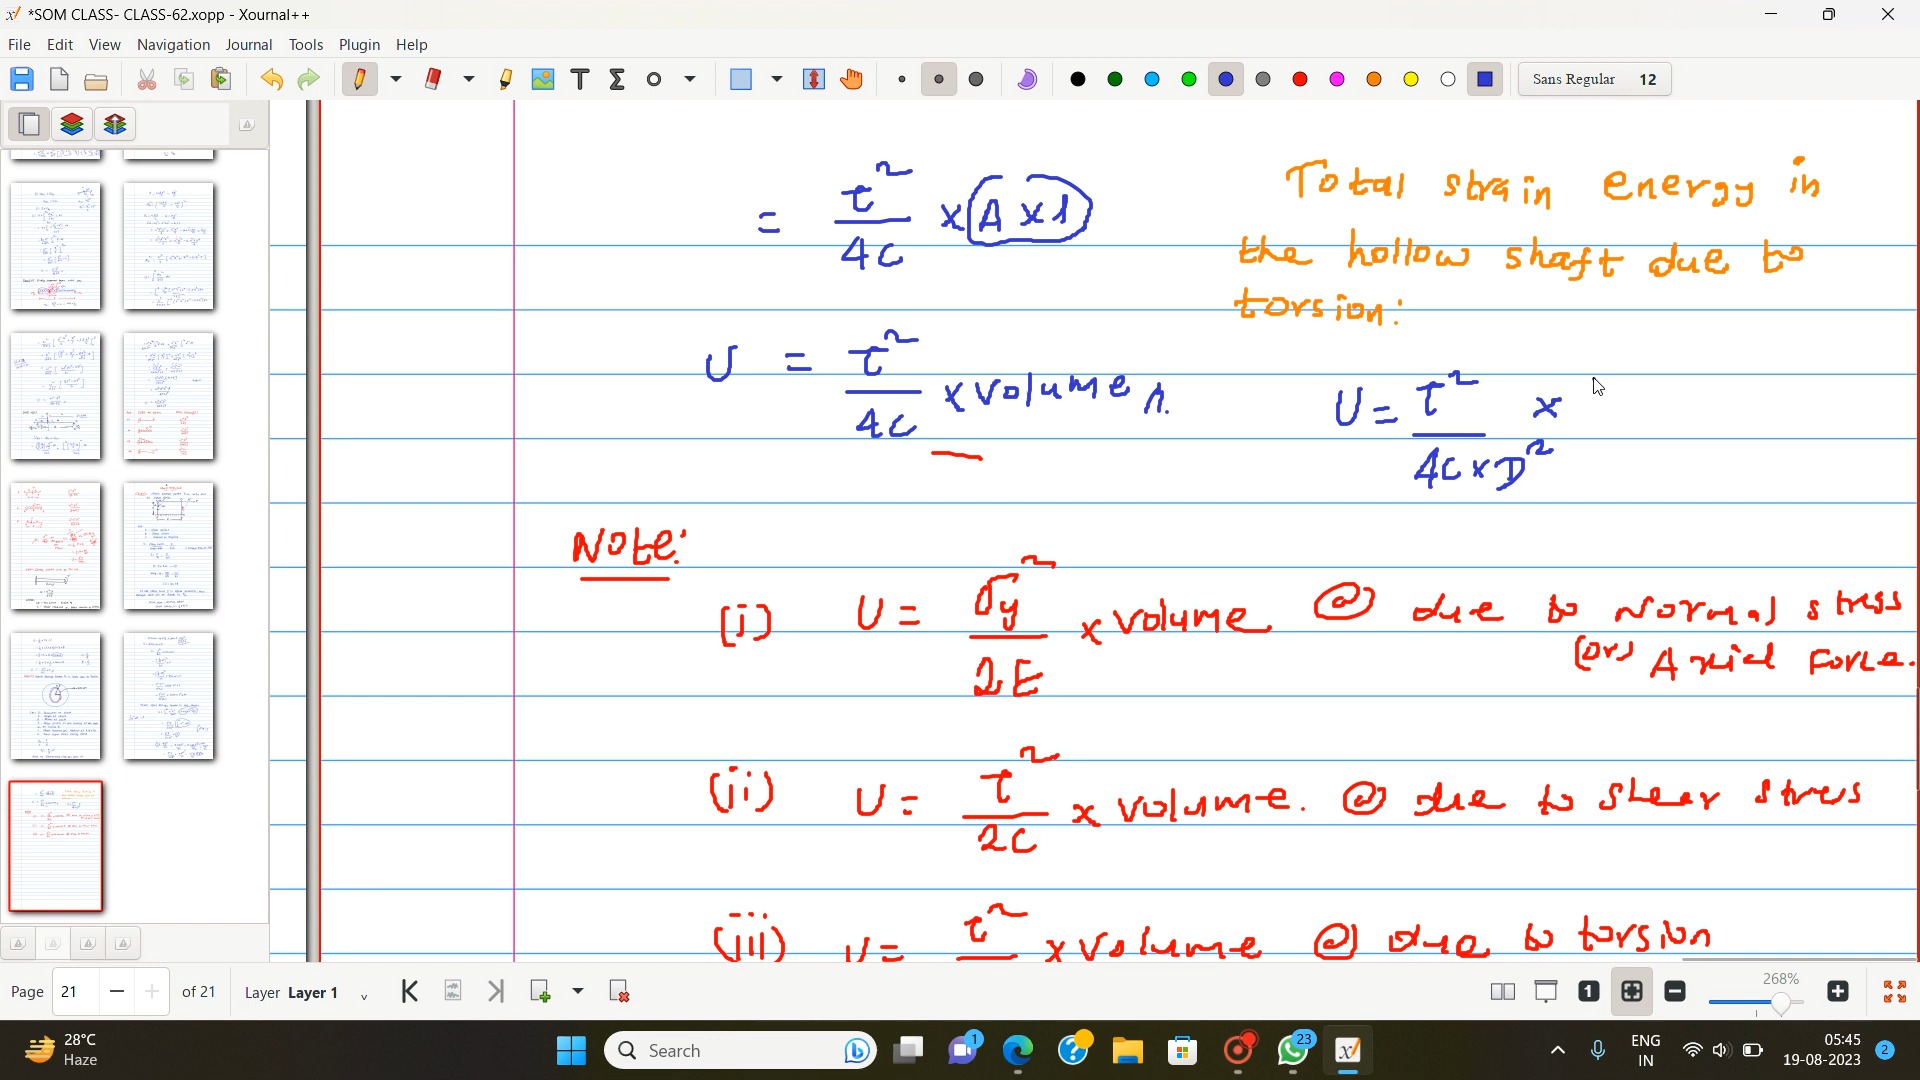 *SOM CLASS- CLASS-62.xopp - Xournal++
File Edit View Navigation Journal Tools Plugin Help
Sans Regular 12
= τ² / 4C × (A × 1)
Total strain energy in
the hollow shaft due to
torsion:
U = τ² / 4C × volume
U = τ² / 4C × D² ×
Note:
(i) U = σy² / 2E × volume @ due to Normal stress
(or) Axial Force.
(ii) U = τ² / 2C × volume. @ due to shear stress
(iii) U = τ² × volume @ due to torsion
Page 21 of 21 Layer Layer 1 268%
28°C
Haze
Search
1
23
ENG
IN
05:45
19-08-2023
2